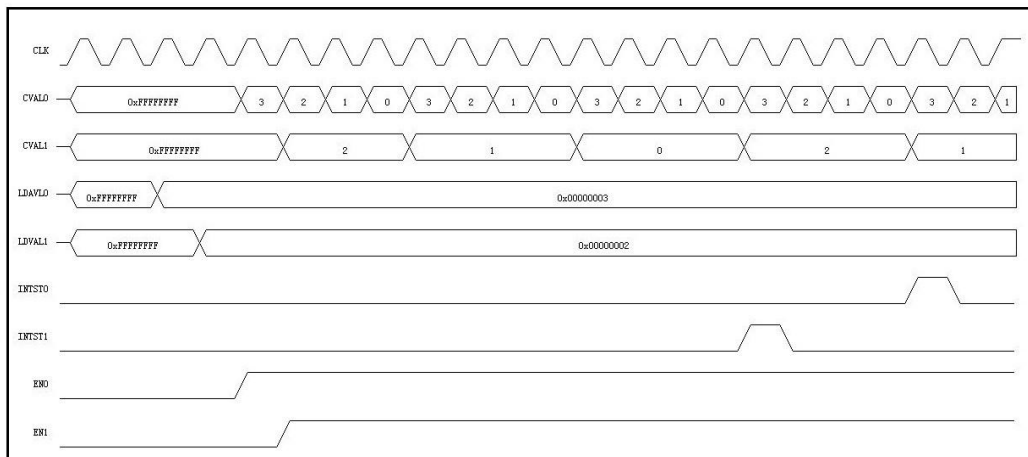 CLK
CVAL0 0xFFFFFFFF 3 2 1 0 3 2 1 0 3 2 1 0 3 2 1 0 3 2 1
CVAL1 0xFFFFFFFF 2 1 0 2 1
LDAVL0 0xFFFFFFFF 0x00000003
LDVAL1 0xFFFFFFFF 0x00000002
INTST0
INTST1
EN0
EN1